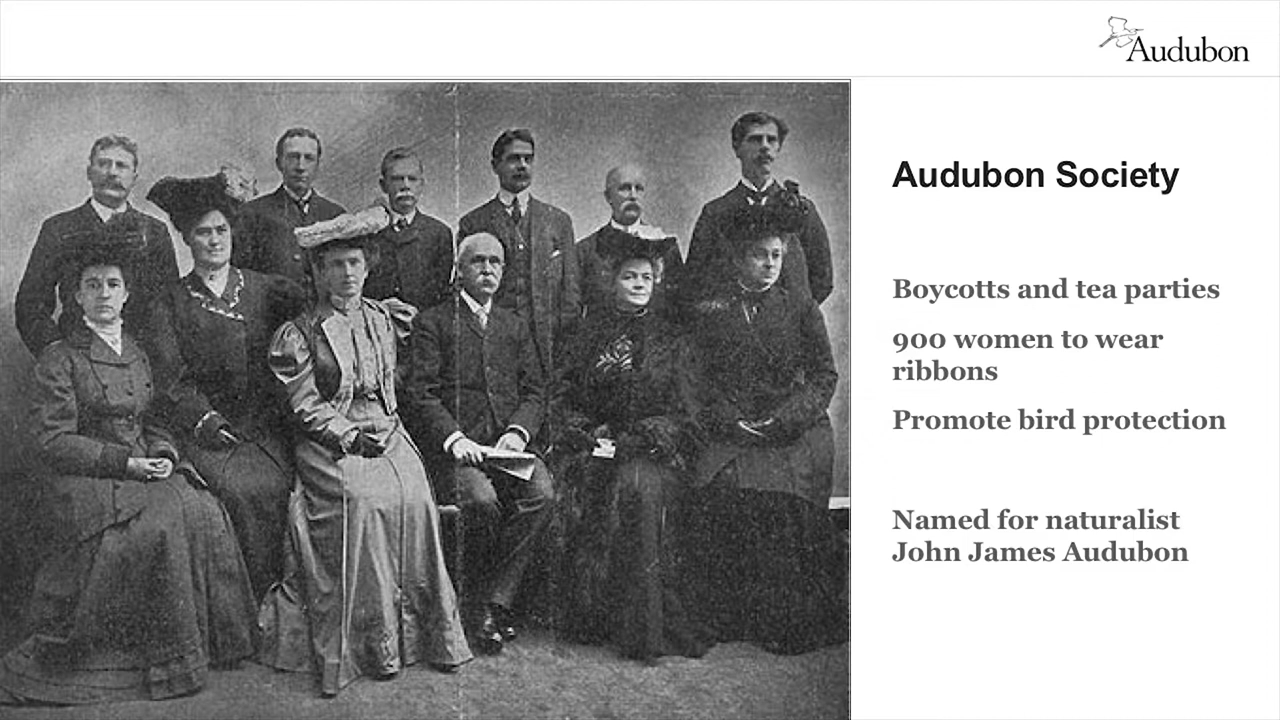 Audubon
Audubon Society
Boycotts and tea parties
900 women to wear
ribbons
Promote bird protection
Named for naturalist
John James Audubon